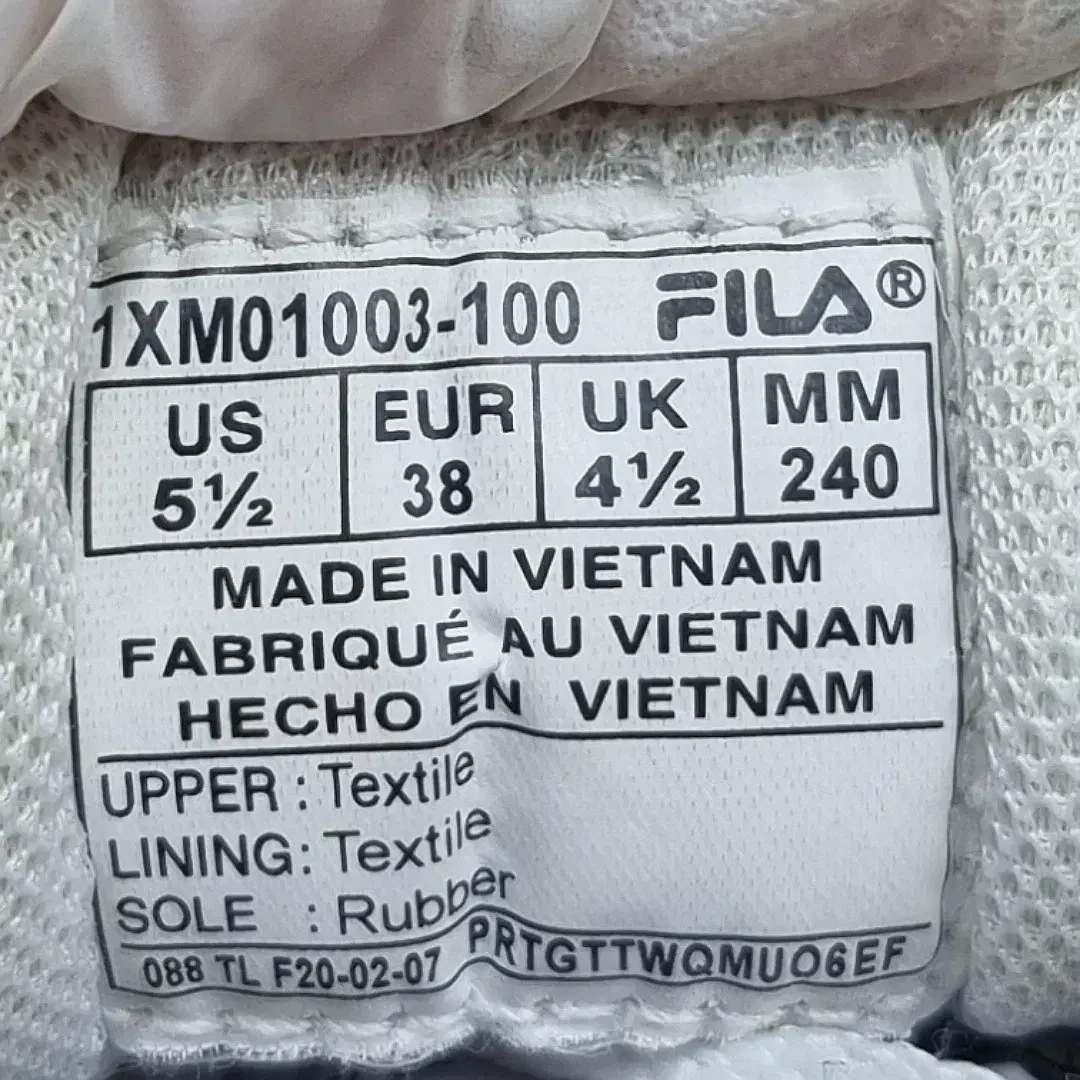 1XM01003-100 FILA®
US EUR UK MM
5½ 38 4½ 240
MADE IN VIETNAM
FABRIQUÉ AU VIETNAM
HECHO EN VIETNAM
UPPER : Textile
LINING : Textile
SOLE : Rubber
088 TL F20-02-07 PRTGTTWQMUO6EF